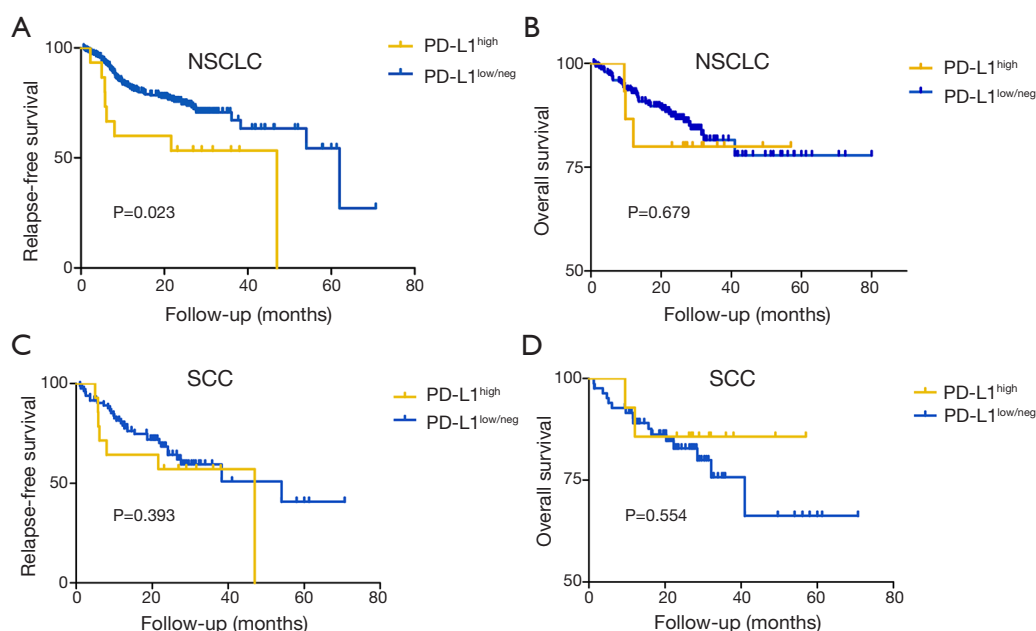 A
NSCLC
PD-L1high
PD-L1low/neg
Relapse-free survival
100
50
0
P=0.023
0 20 40 60 80
Follow-up (months)
B
NSCLC
PD-L1high
PD-L1low/neg
Overall survival
100
75
50
P=0.679
0 20 40 60 80
Follow-up (months)
C
SCC
PD-L1high
PD-L1low/neg
Relapse-free survival
100
50
0
P=0.393
0 20 40 60 80
Follow-up (months)
D
SCC
PD-L1high
PD-L1low/neg
Overall survival
100
75
50
P=0.554
0 20 40 60 80
Follow-up (months)